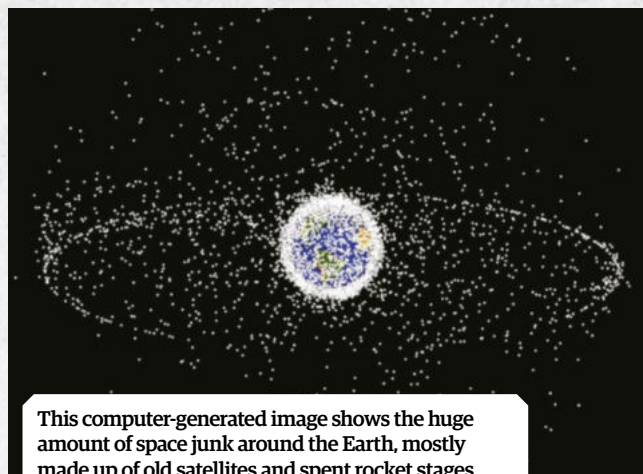 This computer-generated image shows the huge
amount of space junk around the Earth, mostly
made up of old satellites and spent rocket stages